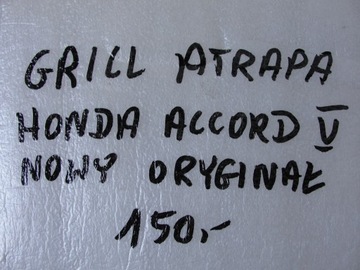 GRILL ATRAPA
HONDA ACCORD V
NOWY ORYGINAŁ
150,-